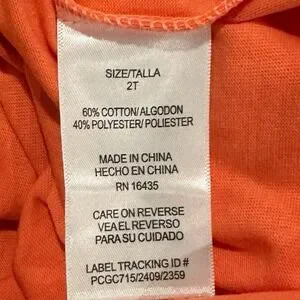 SIZE/TALLA
2T
60% COTTON/ALGODON
40% POLYESTER/POLIESTER
MADE IN CHINA
HECHO EN CHINA
RN 16435
CARE ON REVERSE
VEA EL REVERSO
PARA SU CUIDADO
LABEL TRACKING ID#
PCGC715/2409/2359